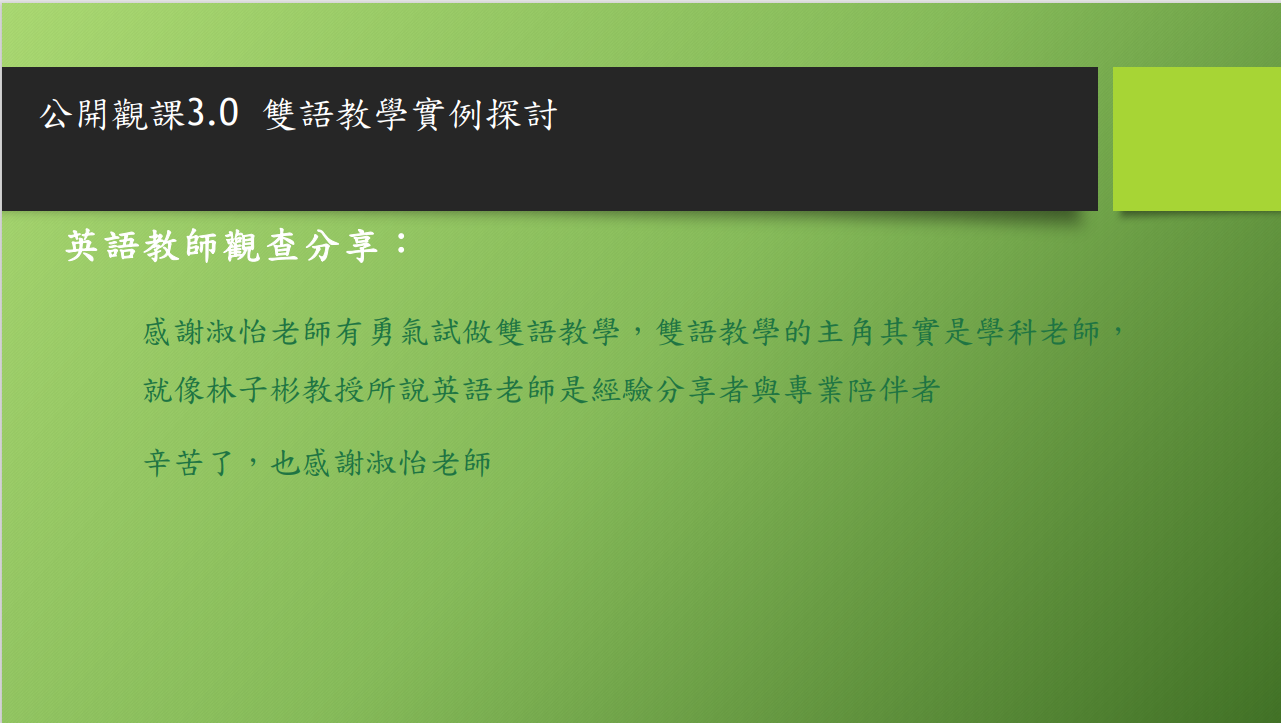 公開觀課3.0 雙語教學實例探討
英語教師觀查分享：
感謝淑怡老師有勇氣試做雙語教學，雙語教學的主角其實是學科老師，
就像林子彬教授所說英語老師是經驗分享者與專業陪伴者
辛苦了，也感謝淑怡老師